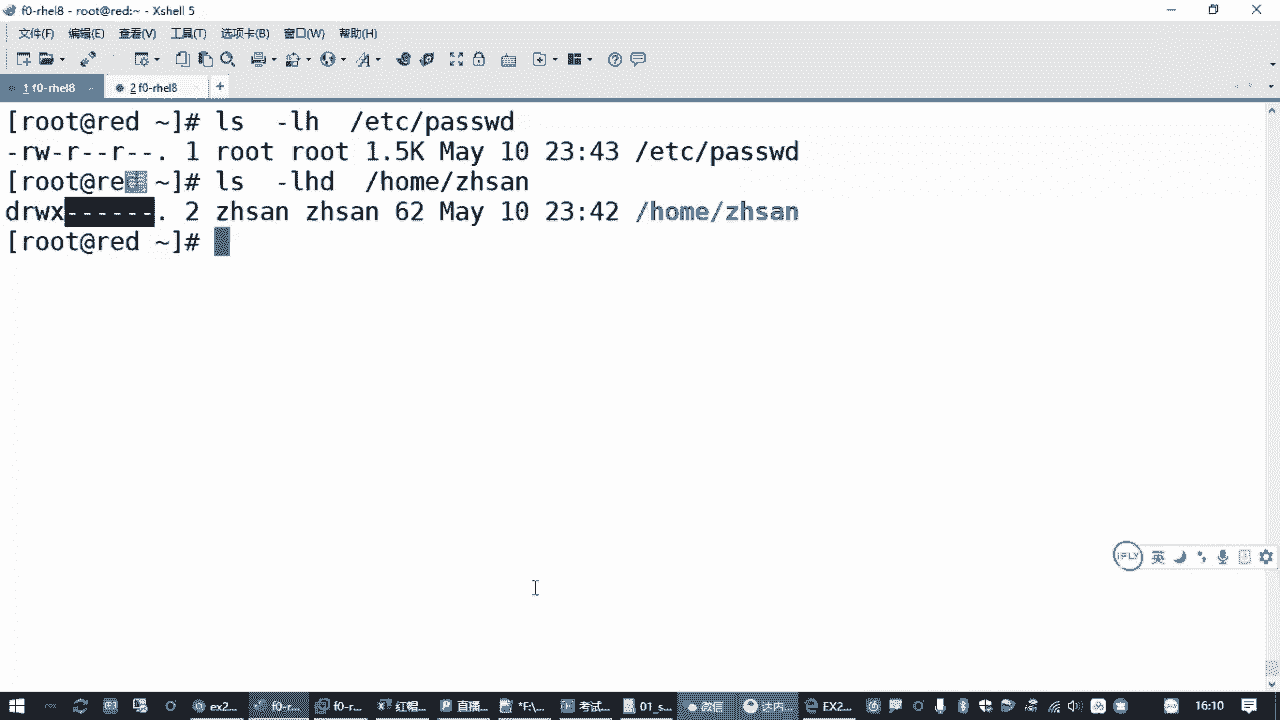 f0-rhel8 - root@red:~ - Xshell 5
文件(F) 编辑(E) 查看(V) 工具(T) 选项卡(B) 窗口(W) 帮助(H)
1 f0-rhel8 2 f0-rhel8 +
[root@red ~]# ls  -lh  /etc/passwd
-rw-r--r--. 1 root root 1.5K May 10 23:43 /etc/passwd
[root@red ~]# ls  -lhd  /home/zhsan
drwx------. 2 zhsan zhsan 62 May 10 23:42 /home/zhsan
[root@red ~]#
iFLY 英
ex2... f0-r... f0-r... 红帽... 直播... *F:\... 考试... 01_s... 微信 达内 EX2... 16:10